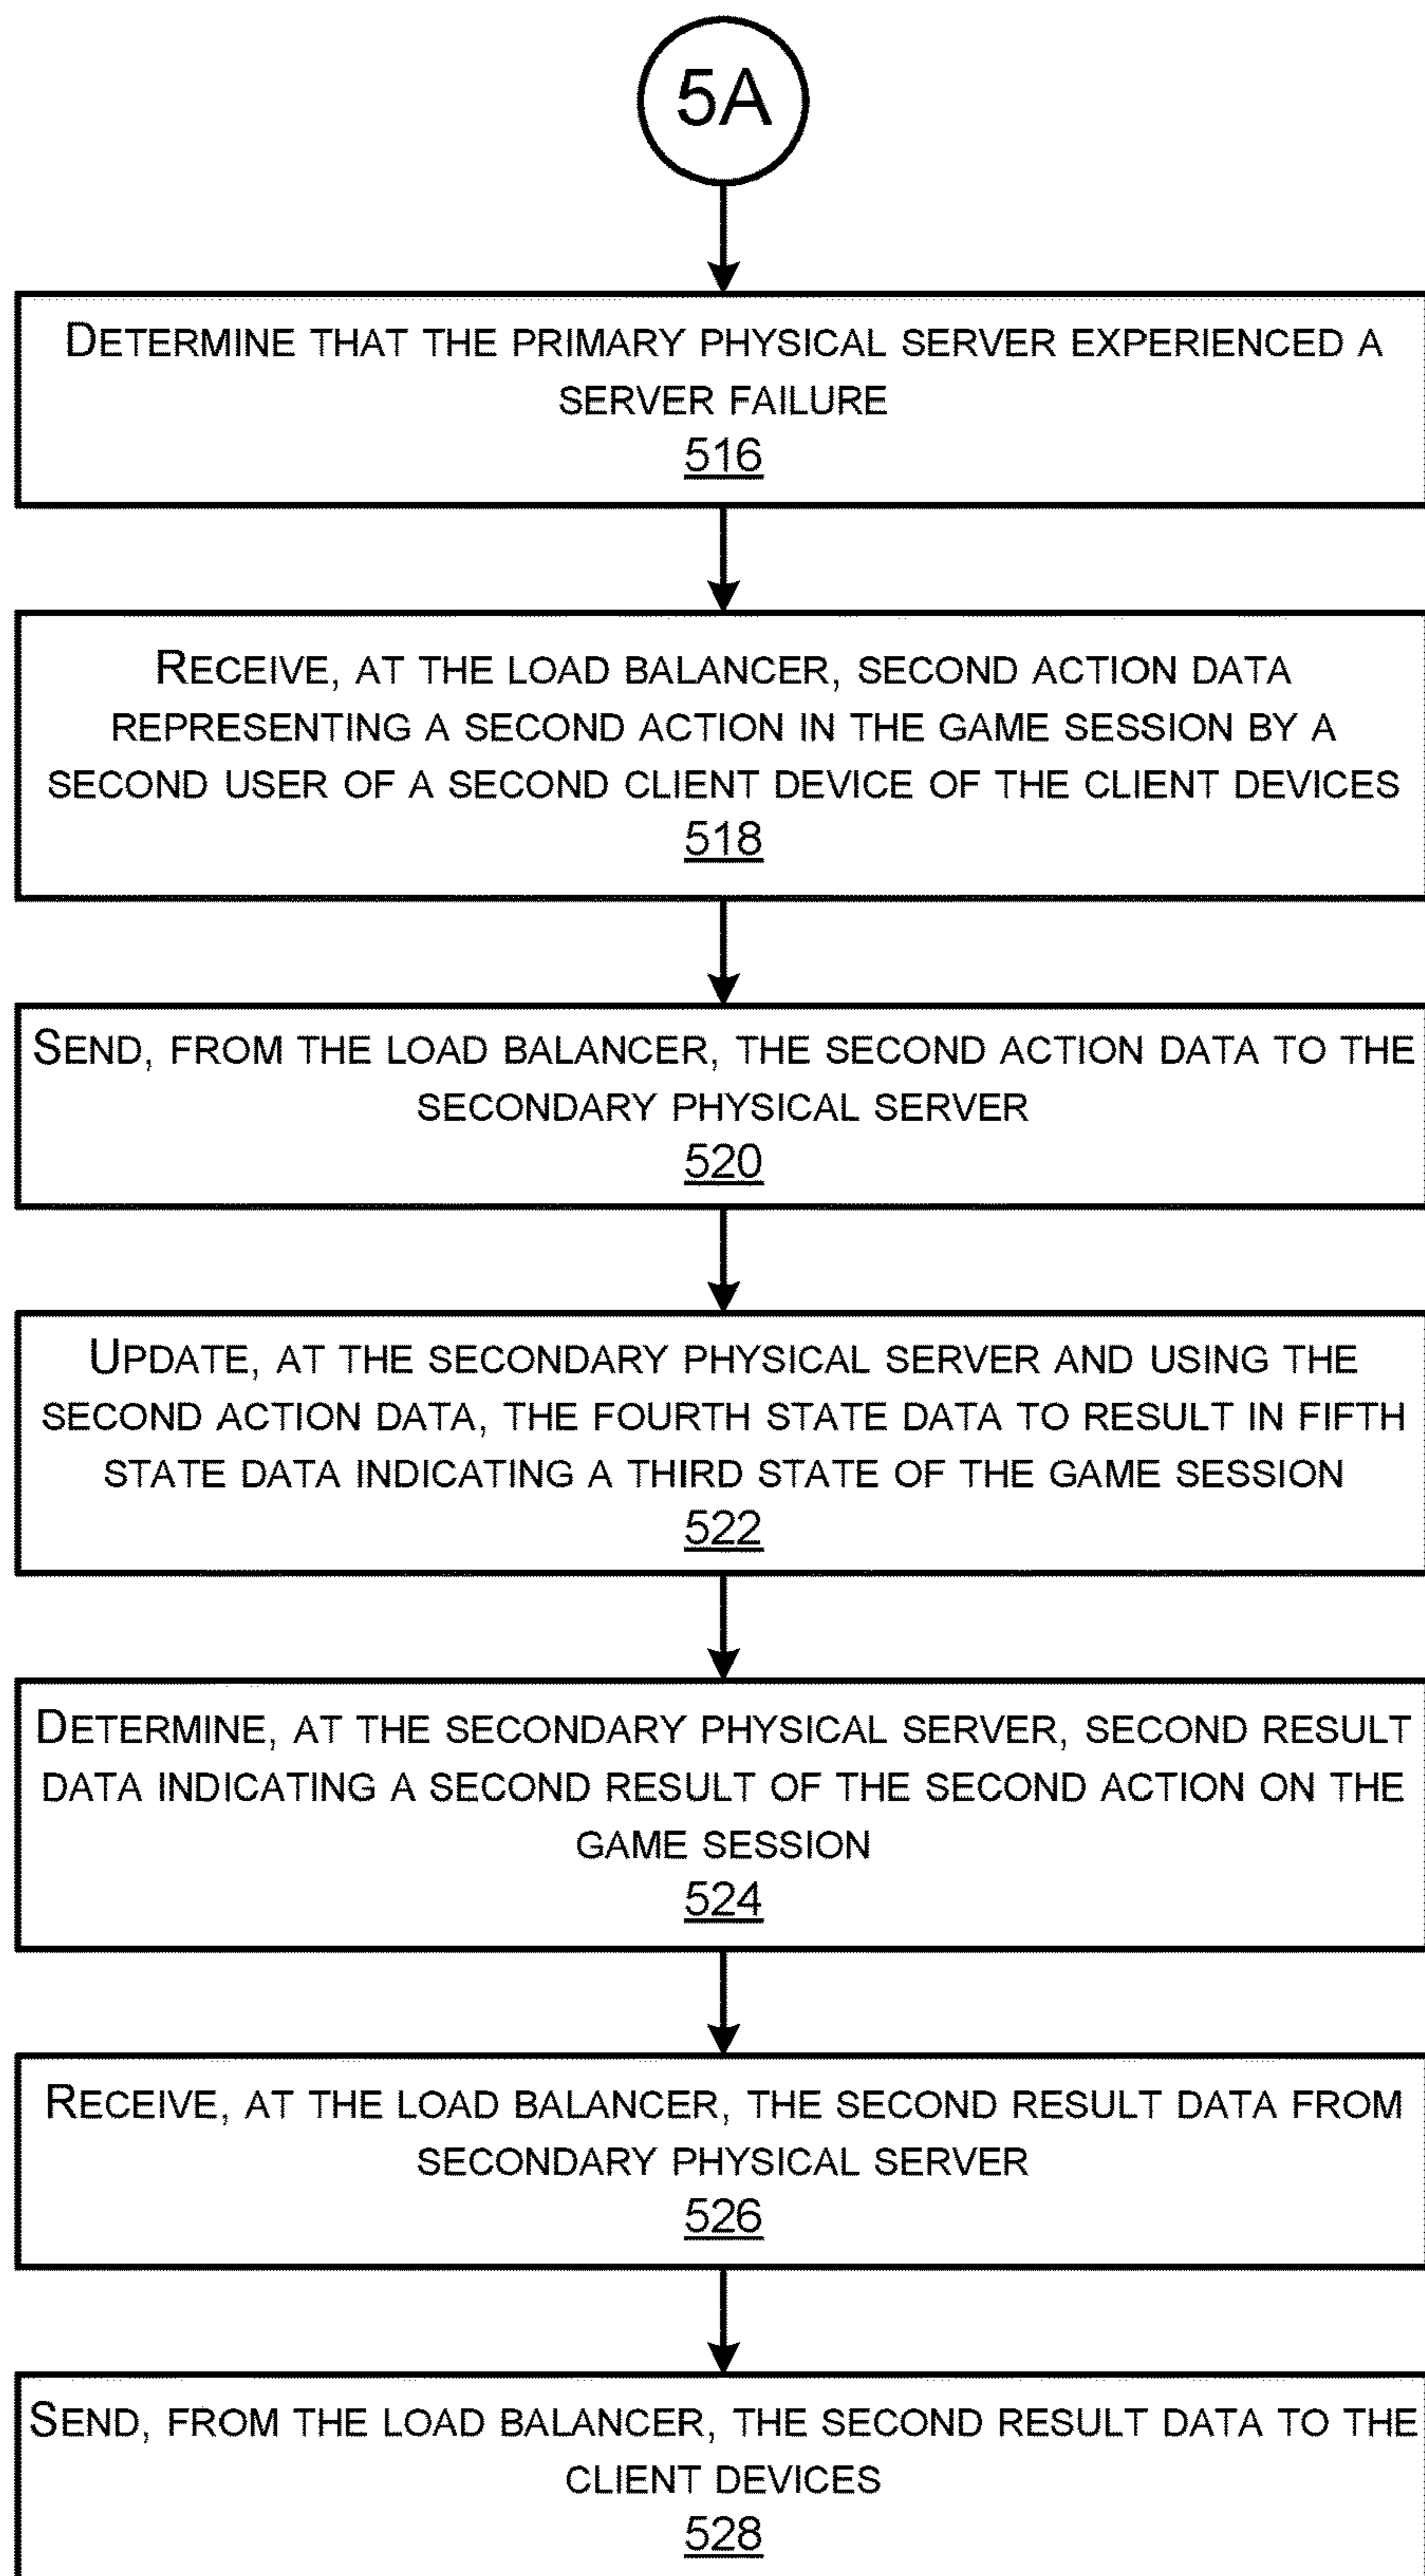 5A
DETERMINE THAT THE PRIMARY PHYSICAL SERVER EXPERIENCED A
SERVER FAILURE
516
RECEIVE, AT THE LOAD BALANCER, SECOND ACTION DATA
REPRESENTING A SECOND ACTION IN THE GAME SESSION BY A
SECOND USER OF A SECOND CLIENT DEVICE OF THE CLIENT DEVICES
518
SEND, FROM THE LOAD BALANCER, THE SECOND ACTION DATA TO THE
SECONDARY PHYSICAL SERVER
520
UPDATE, AT THE SECONDARY PHYSICAL SERVER AND USING THE
SECOND ACTION DATA, THE FOURTH STATE DATA TO RESULT IN FIFTH
STATE DATA INDICATING A THIRD STATE OF THE GAME SESSION
522
DETERMINE, AT THE SECONDARY PHYSICAL SERVER, SECOND RESULT
DATA INDICATING A SECOND RESULT OF THE SECOND ACTION ON THE
GAME SESSION
524
RECEIVE, AT THE LOAD BALANCER, THE SECOND RESULT DATA FROM
SECONDARY PHYSICAL SERVER
526
SEND, FROM THE LOAD BALANCER, THE SECOND RESULT DATA TO THE
CLIENT DEVICES
528